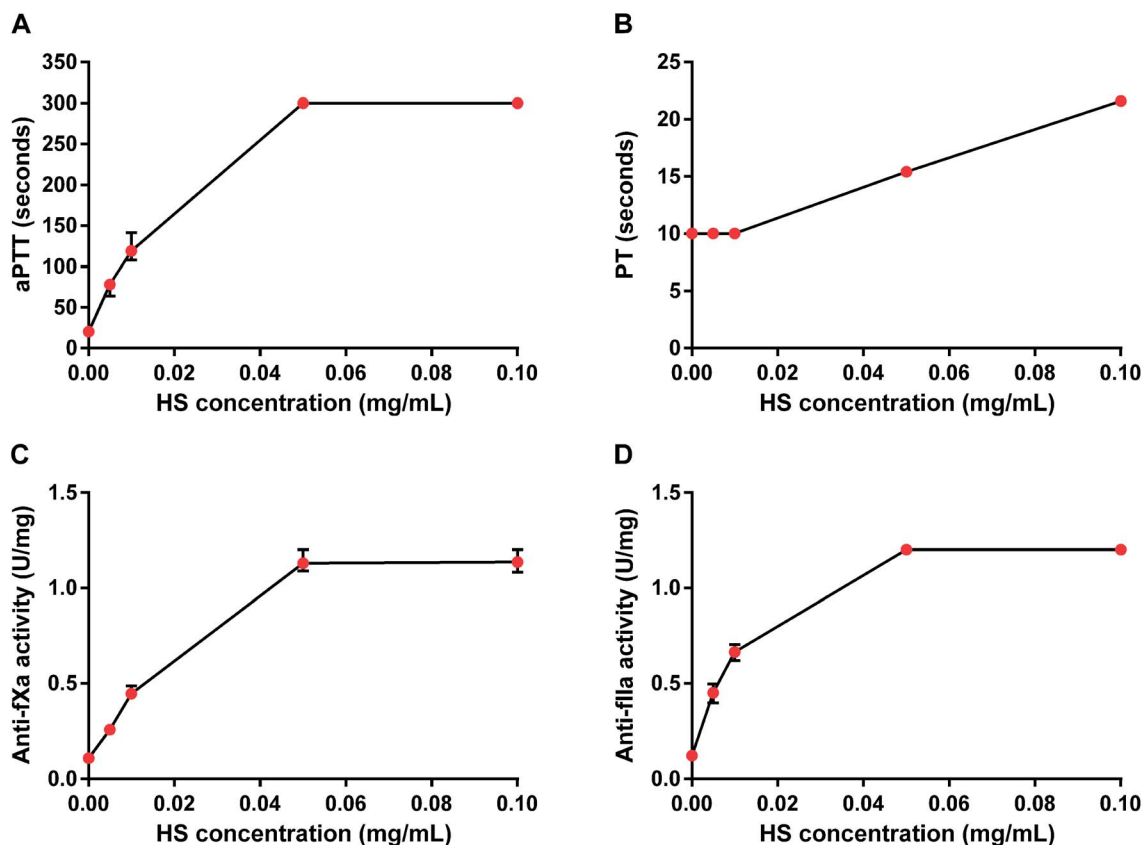 A
aPTT (seconds)
350
300
250
200
150
100
50
0
0.00 0.02 0.04 0.06 0.08 0.10
HS concentration (mg/mL)
B
PT (seconds)
25
20
15
10
5
0
0.00 0.02 0.04 0.06 0.08 0.10
HS concentration (mg/mL)
C
Anti-fXa activity (U/mg)
1.5
1.0
0.5
0.0
0.00 0.02 0.04 0.06 0.08 0.10
HS concentration (mg/mL)
D
Anti-fIIa activity (U/mg)
1.5
1.0
0.5
0.0
0.00 0.02 0.04 0.06 0.08 0.10
HS concentration (mg/mL)